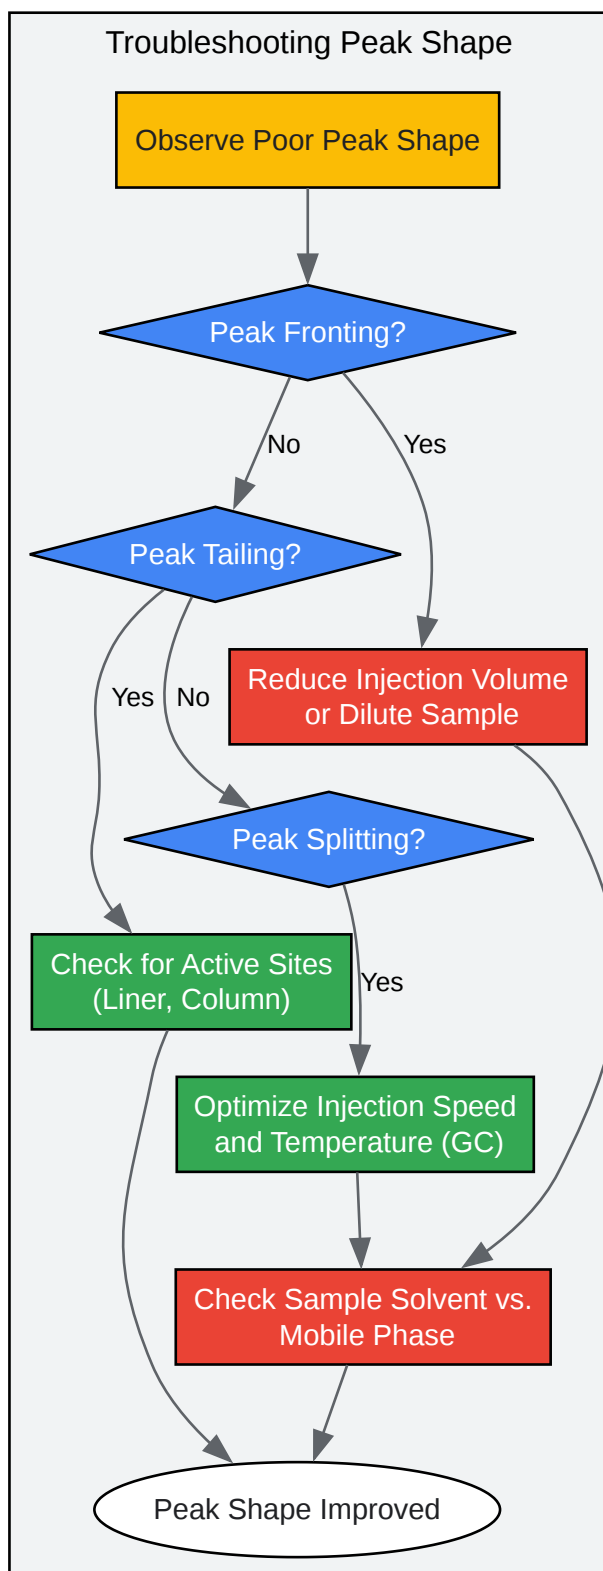 Troubleshooting Peak Shape
Observe Poor Peak Shape
Peak Fronting?
No
Yes
Peak Tailing?
Reduce Injection Volume
or Dilute Sample
Yes
No
Peak Splitting?
Check for Active Sites
(Liner, Column)
Yes
Optimize Injection Speed
and Temperature (GC)
Check Sample Solvent vs.
Mobile Phase
Peak Shape Improved